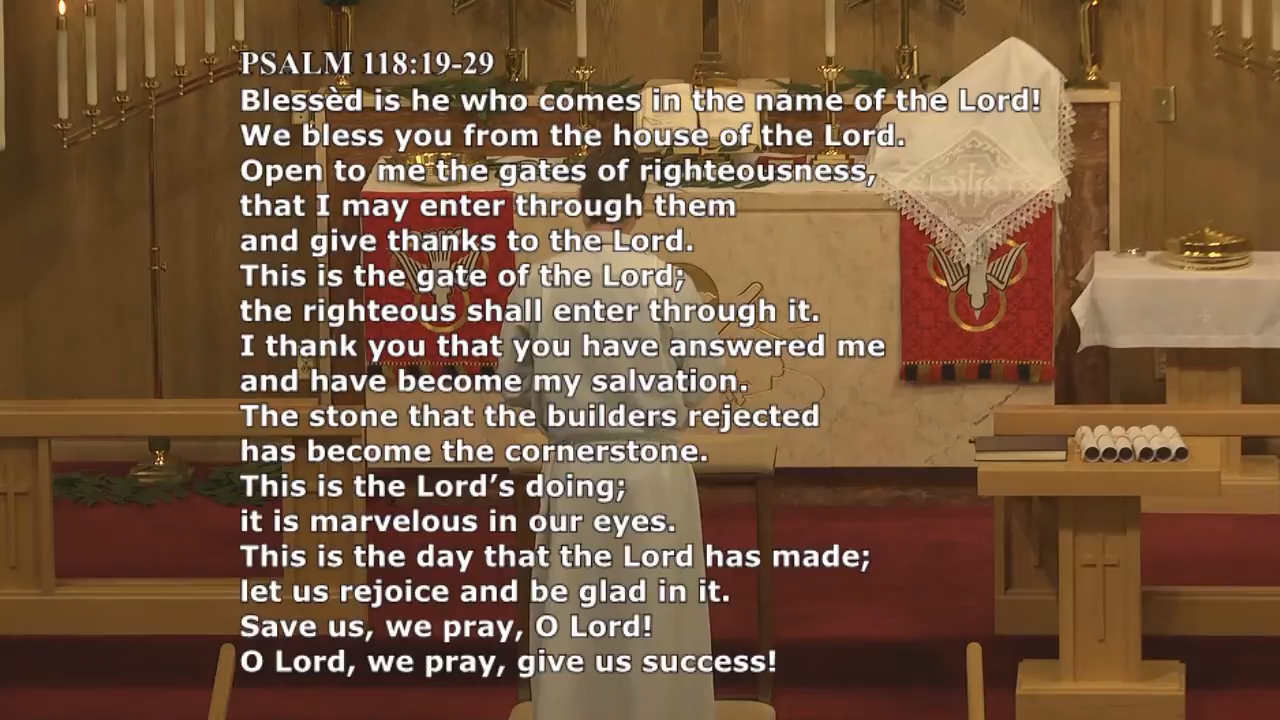 PSALM 118:19-29
Blessèd is he who comes in the name of the Lord!
We bless you from the house of the Lord.
Open to me the gates of righteousness,
that I may enter through them
and give thanks to the Lord.
This is the gate of the Lord;
the righteous shall enter through it.
I thank you that you have answered me
and have become my salvation.
The stone that the builders rejected
has become the cornerstone.
This is the Lord’s doing;
it is marvelous in our eyes.
This is the day that the Lord has made;
let us rejoice and be glad in it.
Save us, we pray, O Lord!
O Lord, we pray, give us success!